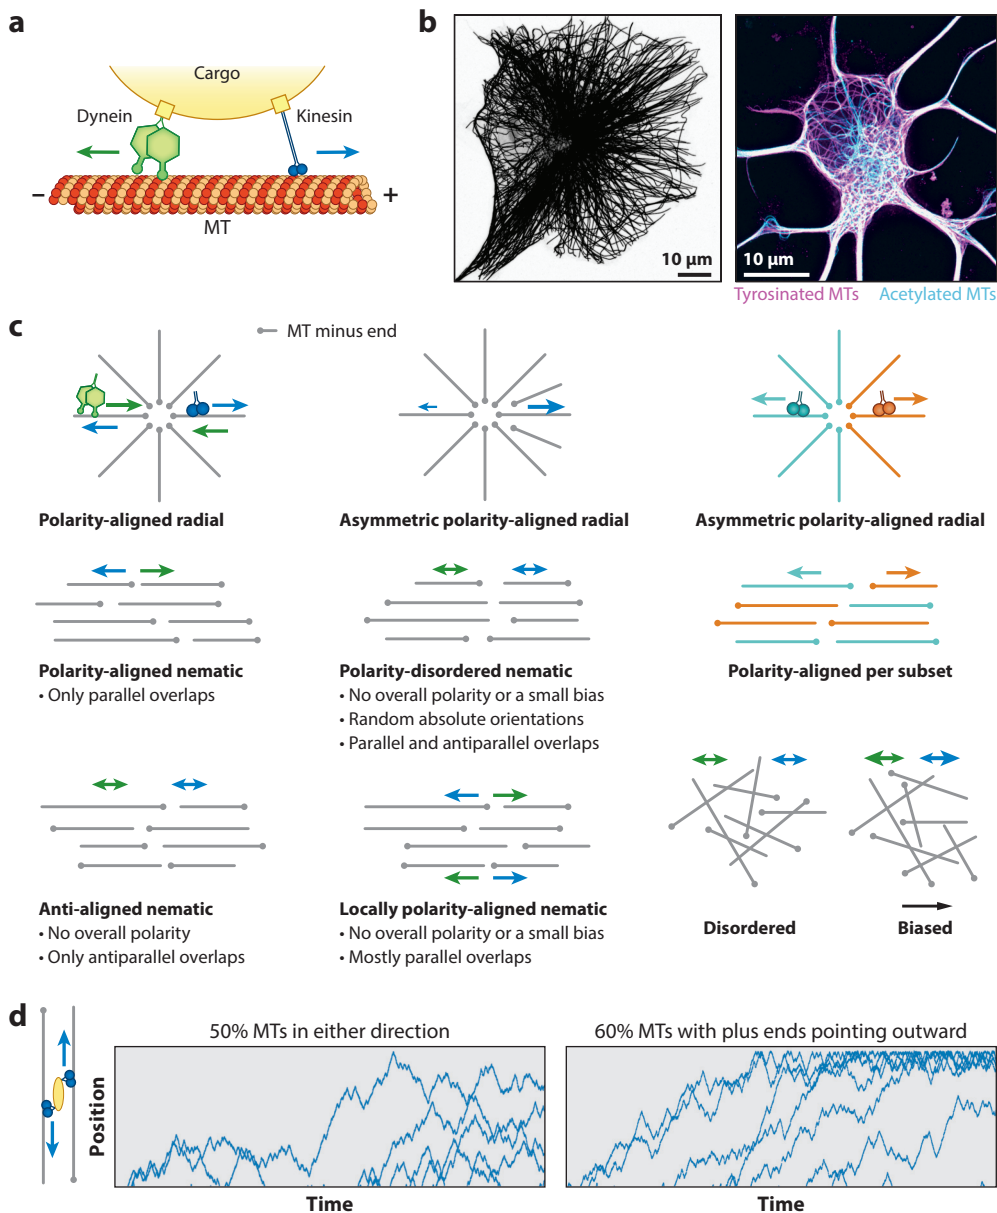 a
Cargo
Dynein
Kinesin
−
+
MT
b
10 µm
10 µm
Tyrosinated MTs
Acetylated MTs
c
MT minus end
Polarity-aligned radial
Asymmetric polarity-aligned radial
Asymmetric polarity-aligned radial
Polarity-aligned nematic
• Only parallel overlaps
Polarity-disordered nematic
• No overall polarity or a small bias
• Random absolute orientations
• Parallel and antiparallel overlaps
Polarity-aligned per subset
Anti-aligned nematic
• No overall polarity
• Only antiparallel overlaps
Locally polarity-aligned nematic
• No overall polarity or a small bias
• Mostly parallel overlaps
Disordered
Biased
d
50% MTs in either direction
60% MTs with plus ends pointing outward
Position
Time
Time